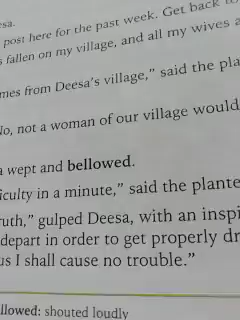 esa.
post here for the past week. Get back to
s fallen on my village, and all my wives a
mes from Deesa's village," said the pla
No, not a woman of our village would
a wept and bellowed.
iculty in a minute," said the plante
ruth," gulped Deesa, with an inspi
depart in order to get properly dr
us I shall cause no trouble."
llowed: shouted loudly